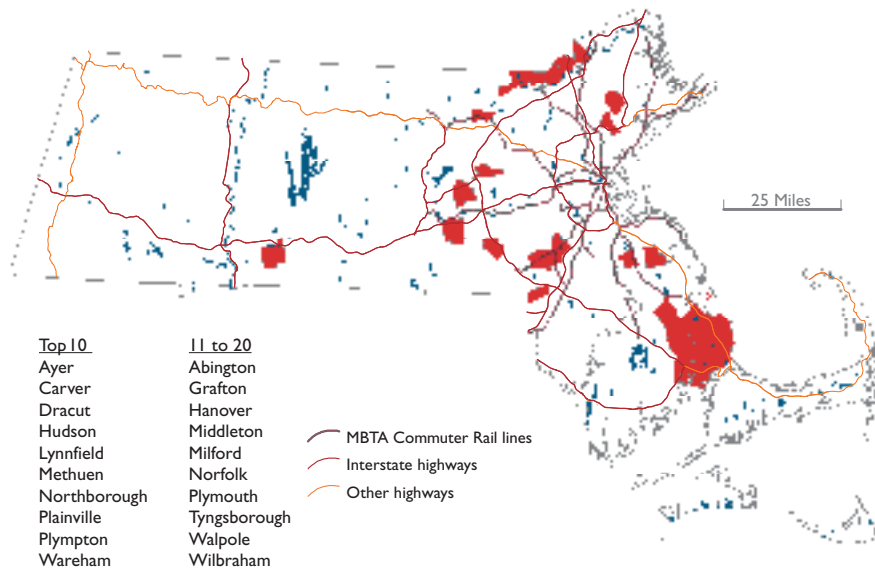 25 Miles
Top 10
Ayer
Carver
Dracut
Hudson
Lynnfield
Methuen
Northborough
Plainville
Plympton
Wareham
11 to 20
Abington
Grafton
Hanover
Middleton
Milford
Norfolk
Plymouth
Tyngsborough
Walpole
Wilbraham
MBTA Commuter Rail lines
Interstate highways
Other highways